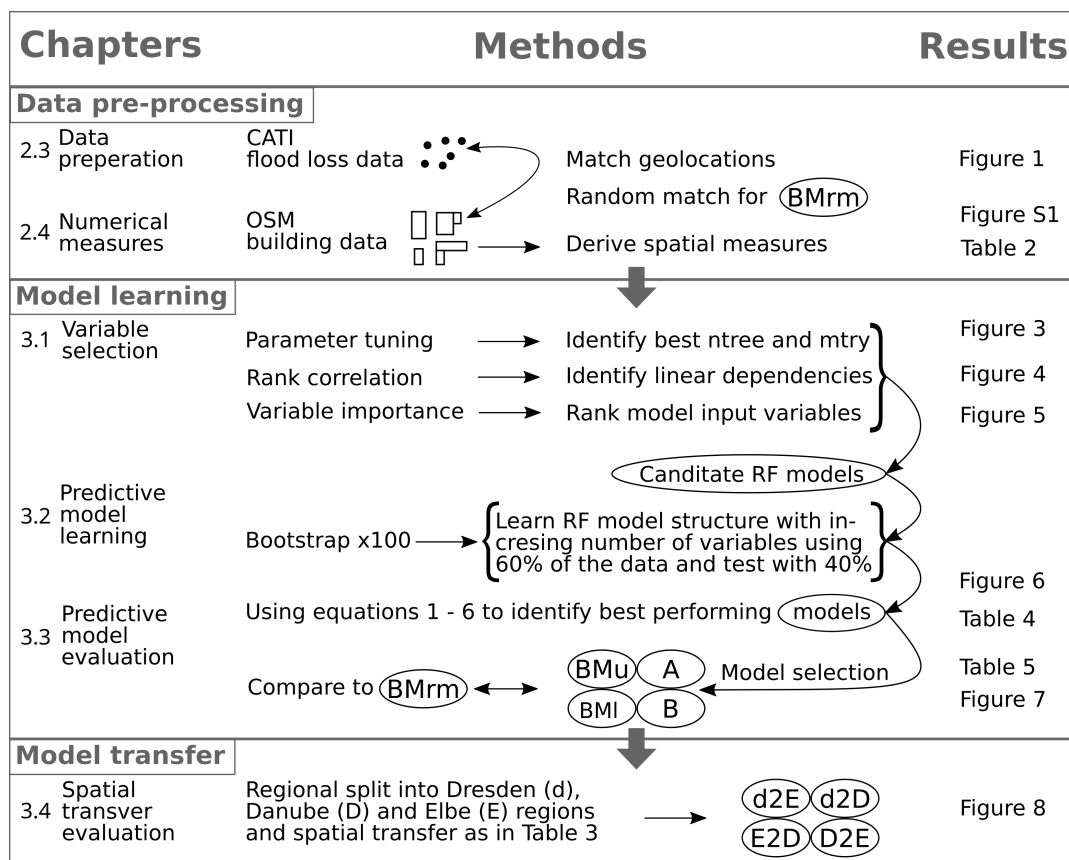 Chapters Methods Results
Data pre-processing
2.3 Data
preperation
CATI
flood loss data
Match geolocations
Figure 1
Random match for BMrm
2.4 Numerical
measures
OSM
building data
Derive spatial measures
Figure S1
Table 2
Model learning
3.1 Variable
selection
Parameter tuning
Identify best ntree and mtry
Figure 3
Rank correlation
Identify linear dependencies
Figure 4
Variable importance
Rank model input variables
Figure 5
Canditate RF models
3.2 Predictive
model
learning
Bootstrap x100
Learn RF model structure with in-
cresing number of variables using
60% of the data and test with 40%
Figure 6
3.3 Predictive
model
evaluation
Using equations 1 - 6 to identify best performing models
Table 4
Compare to BMrm
BMu A
BMl B
Model selection
Table 5
Figure 7
Model transfer
3.4 Spatial
transver
evaluation
Regional split into Dresden (d),
Danube (D) and Elbe (E) regions
and spatial transfer as in Table 3
d2E d2D
E2D D2E
Figure 8